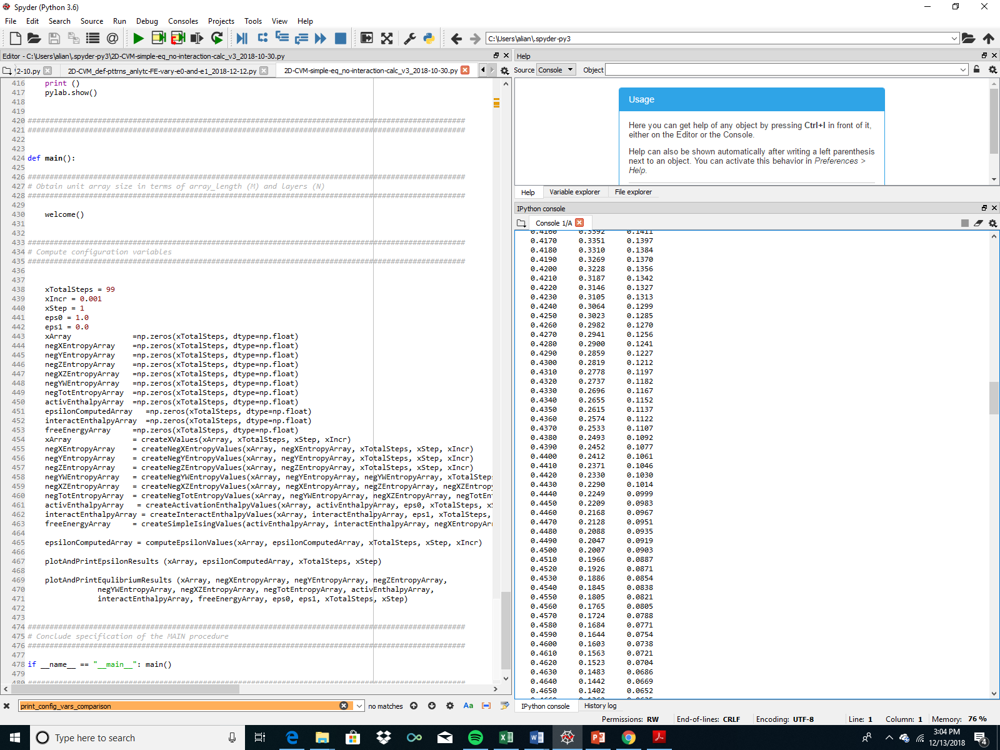 Spyder (Python 3.6)
File Edit Search Source Run Debug Consoles Projects Tools View Help
C:\Users\alian\.spyder-py3
Editor - C:\Users\alian\.spyder-py3\2D-CVM-simple-eq_no-interaction-calc_v3_2018-10-30.py
2-10.py
2D-CVM_def-pttrns_anlytc-FE-vary-e0-and-e1_2018-12-12.py
2D-CVM-simple-eq_no-interaction-calc_v3_2018-10-30.py
416 print ()
417 pylab.show()
418
419
420 ####################################################################################################
421 ####################################################################################################
422
423
424 def main():
425
426 ####################################################################################################
427 # Obtain unit array size in terms of array_length (M) and layers (N)
428 ####################################################################################################
429
430 welcome()
431
432
433 ####################################################################################################
434 # Compute configuration variables
435 ####################################################################################################
436
437
438 xTotalSteps = 99
439 xIncr = 0.001
440 xStep = 1
441 eps0 = 1.0
442 eps1 = 0.0
443 xArray =np.zeros(xTotalSteps, dtype=np.float)
444 negXEntropyArray =np.zeros(xTotalSteps, dtype=np.float)
445 negYEntropyArray =np.zeros(xTotalSteps, dtype=np.float)
446 negZEntropyArray =np.zeros(xTotalSteps, dtype=np.float)
447 negXZEntropyArray =np.zeros(xTotalSteps, dtype=np.float)
448 negYWEntropyArray =np.zeros(xTotalSteps, dtype=np.float)
449 negTotEntropyArray =np.zeros(xTotalSteps, dtype=np.float)
450 activEnthalpyArray =np.zeros(xTotalSteps, dtype=np.float)
451 epsilonComputedArray =np.zeros(xTotalSteps, dtype=np.float)
452 interactEnthalpyArray =np.zeros(xTotalSteps, dtype=np.float)
453 freeEnergyArray =np.zeros(xTotalSteps, dtype=np.float)
454 xArray = createXValues(xArray, xTotalSteps, xStep, xIncr)
455 negXEntropyArray = createNegXEntropyValues(xArray, negXEntropyArray, xTotalSteps, xStep, xIncr)
456 negYEntropyArray = createNegYEntropyValues(xArray, negYEntropyArray, xTotalSteps, xStep, xIncr)
457 negZEntropyArray = createNegZEntropyValues(xArray, negZEntropyArray, xTotalSteps, xStep, xIncr)
458 negYWEntropyArray = createNegYWEntropyValues(xArray, negYEntropyArray, negYWEntropyArray, xTotalStep
459 negXZEntropyArray = createNegXZEntropyValues(xArray, negXEntropyArray, negZEntropyArray, negXZEntrop
460 negTotEntropyArray = createNegTotEntropyValues(xArray, negYWEntropyArray, negXZEntropyArray, negTotEn
461 activEnthalpyArray = createActivationEnthalpyValues(xArray, activEnthalpyArray, eps0, xTotalSteps, x
462 interactEnthalpyArray = createInteractEnthalpyValues(xArray, interactEnthalpyArray, eps1, xTotalSteps,
463 freeEnergyArray = createSimpleIsingValues(activEnthalpyArray, interactEnthalpyArray, negXEntropyAr
464
465 epsilonComputedArray = computeEpsilonValues(xArray, epsilonComputedArray, xTotalSteps, xStep, xIncr)
466
467 plotAndPrintEpsilonResults (xArray, epsilonComputedArray, xTotalSteps, xStep)
468
469 plotAndPrintEqulibriumResults (xArray, negXEntropyArray, negYEntropyArray, negZEntropyArray,
470 negYWEntropyArray, negXZEntropyArray, negTotEntropyArray, activEnthalpyArray,
471 interactEnthalpyArray, freeEnergyArray, eps0, eps1, xTotalSteps, xStep)
472
473
474 ####################################################################################################
475 # Conclude specification of the MAIN procedure
476 ####################################################################################################
477
478 if __name__ == "__main__": main()
479
480 ####################################################################################################
print_config_vars_comparison
no matches
Aa
Help
Source Console Object
Usage
Here you can get help of any object by pressing Ctrl+I in front of it,
either on the Editor or the Console.
Help can also be shown automatically after writing a left parenthesis
next to an object. You can activate this behavior in Preferences >
Help.
Help Variable explorer File explorer
IPython console
Console 1/A
0.4160 0.3392 0.1411
0.4170 0.3351 0.1397
0.4180 0.3310 0.1384
0.4190 0.3269 0.1370
0.4200 0.3228 0.1356
0.4210 0.3187 0.1342
0.4220 0.3146 0.1327
0.4230 0.3105 0.1313
0.4240 0.3064 0.1299
0.4250 0.3023 0.1285
0.4260 0.2982 0.1270
0.4270 0.2941 0.1256
0.4280 0.2900 0.1241
0.4290 0.2859 0.1227
0.4300 0.2819 0.1212
0.4310 0.2778 0.1197
0.4320 0.2737 0.1182
0.4330 0.2696 0.1167
0.4340 0.2655 0.1152
0.4350 0.2615 0.1137
0.4360 0.2574 0.1122
0.4370 0.2533 0.1107
0.4380 0.2493 0.1092
0.4390 0.2452 0.1077
0.4400 0.2412 0.1061
0.4410 0.2371 0.1046
0.4420 0.2330 0.1030
0.4430 0.2290 0.1014
0.4440 0.2249 0.0999
0.4450 0.2209 0.0983
0.4460 0.2168 0.0967
0.4470 0.2128 0.0951
0.4480 0.2088 0.0935
0.4490 0.2047 0.0919
0.4500 0.2007 0.0903
0.4510 0.1966 0.0887
0.4520 0.1926 0.0871
0.4530 0.1886 0.0854
0.4540 0.1845 0.0838
0.4550 0.1805 0.0821
0.4560 0.1765 0.0805
0.4570 0.1724 0.0788
0.4580 0.1684 0.0771
0.4590 0.1644 0.0754
0.4600 0.1603 0.0738
0.4610 0.1563 0.0721
0.4620 0.1523 0.0704
0.4630 0.1483 0.0686
0.4640 0.1442 0.0669
0.4650 0.1402 0.0652
IPython console History log
Permissions: RW End-of-lines: CRLF Encoding: UTF-8 Line: 1 Column: 1 Memory: 76 %
Type here to search
3:04 PM
12/13/2018
4